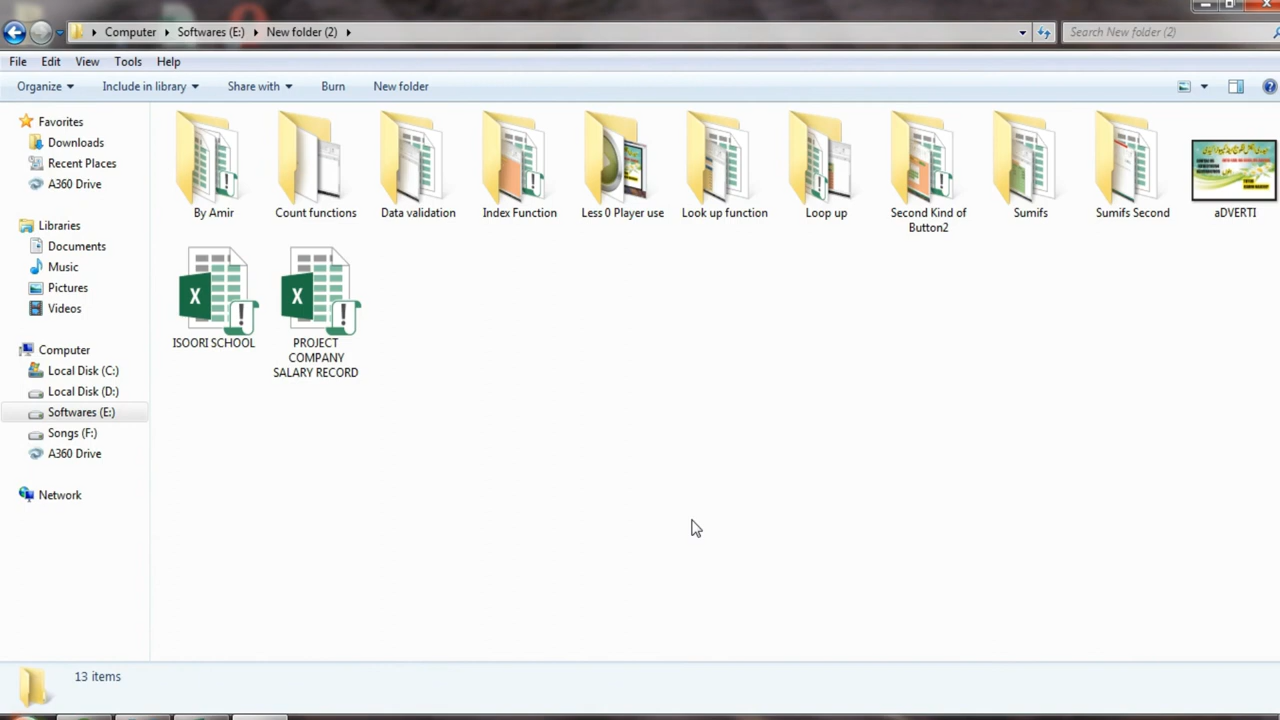 Computer
Softwares (E:)
New folder (2)
Search New folder (2)
File Edit View Tools Help
Organize Include in library Share with Burn New folder
Favorites
Downloads
Recent Places
A360 Drive
Libraries
Documents
Music
Pictures
Videos
Computer
Local Disk (C:)
Local Disk (D:)
Softwares (E:)
Songs (F:)
A360 Drive
Network
By Amir
Count functions
Data validation
Index Function
Less 0 Player use
Look up function
Loop up
Second Kind of
Button2
Sumifs
Sumifs Second
aDVERTI
ISOORI SCHOOL
PROJECT
COMPANY
SALARY RECORD
13 items